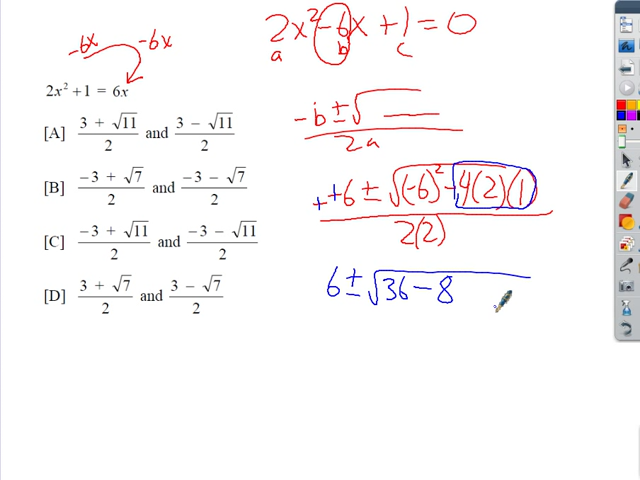 2x² -6x + 1 = 0
a b c
-6x -6x
2x² + 1 = 6x
[A] 3 + √11 / 2 and 3 - √11 / 2
[B] -3 + √7 / 2 and -3 - √7 / 2
[C] -3 + √11 / 2 and -3 - √11 / 2
[D] 3 + √7 / 2 and 3 - √7 / 2
-b ± √ / 2a
+ +6 ± √(-6)² - 4(2)(1) / 2(2)
6 ± √36 - 8